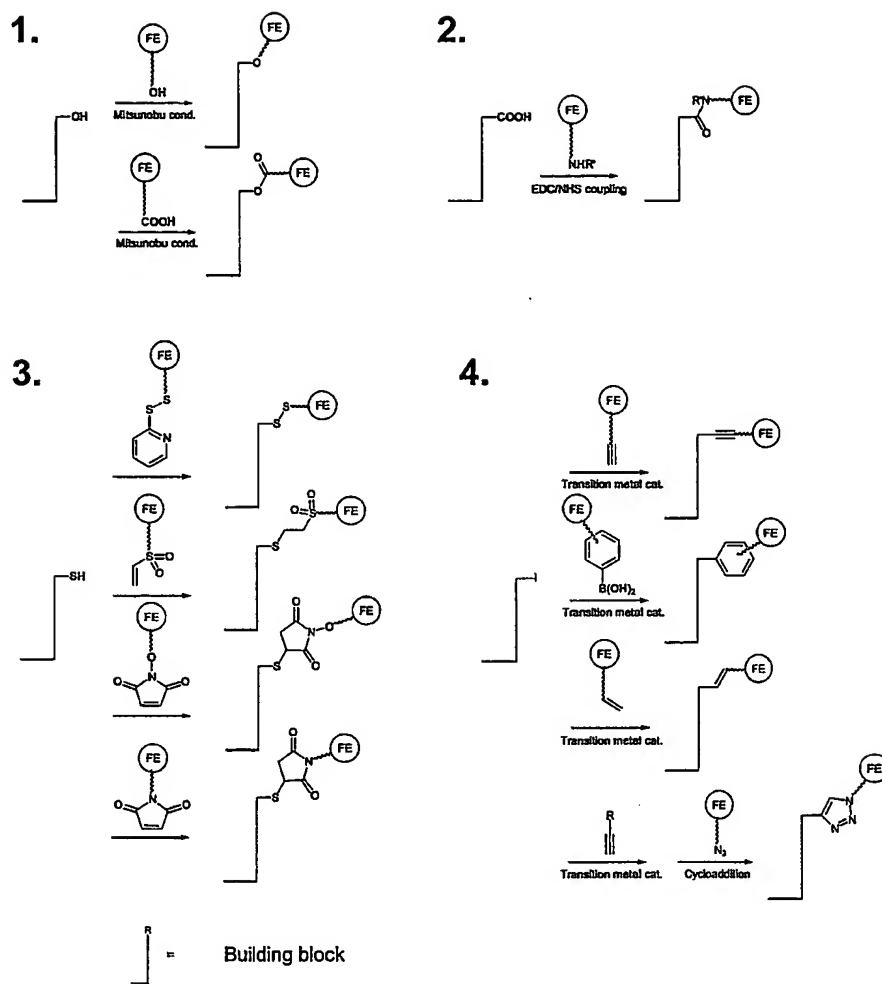 1.
FE
OH
OH
Mitsunobu cond.
FE
O
FE
COOH
Mitsunobu cond.
O
O
FE
2.
COOH
FE
NHR'
EDC/NHS coupling
R'N
FE
O
3.
SH
FE
S
S
N
S
S
FE
FE
S
O
O
S
O
O
S
FE
FE
O
O
N
O
S
O
N
O
O
FE
FE
O
N
O
S
O
N
O
FE
4.
I
FE
Transition metal cat.
FE
FE
B(OH)2
Transition metal cat.
FE
FE
Transition metal cat.
FE
R
Transition metal cat.
FE
N3
Cycloaddition
FE
N
N
N
R
=
Building block